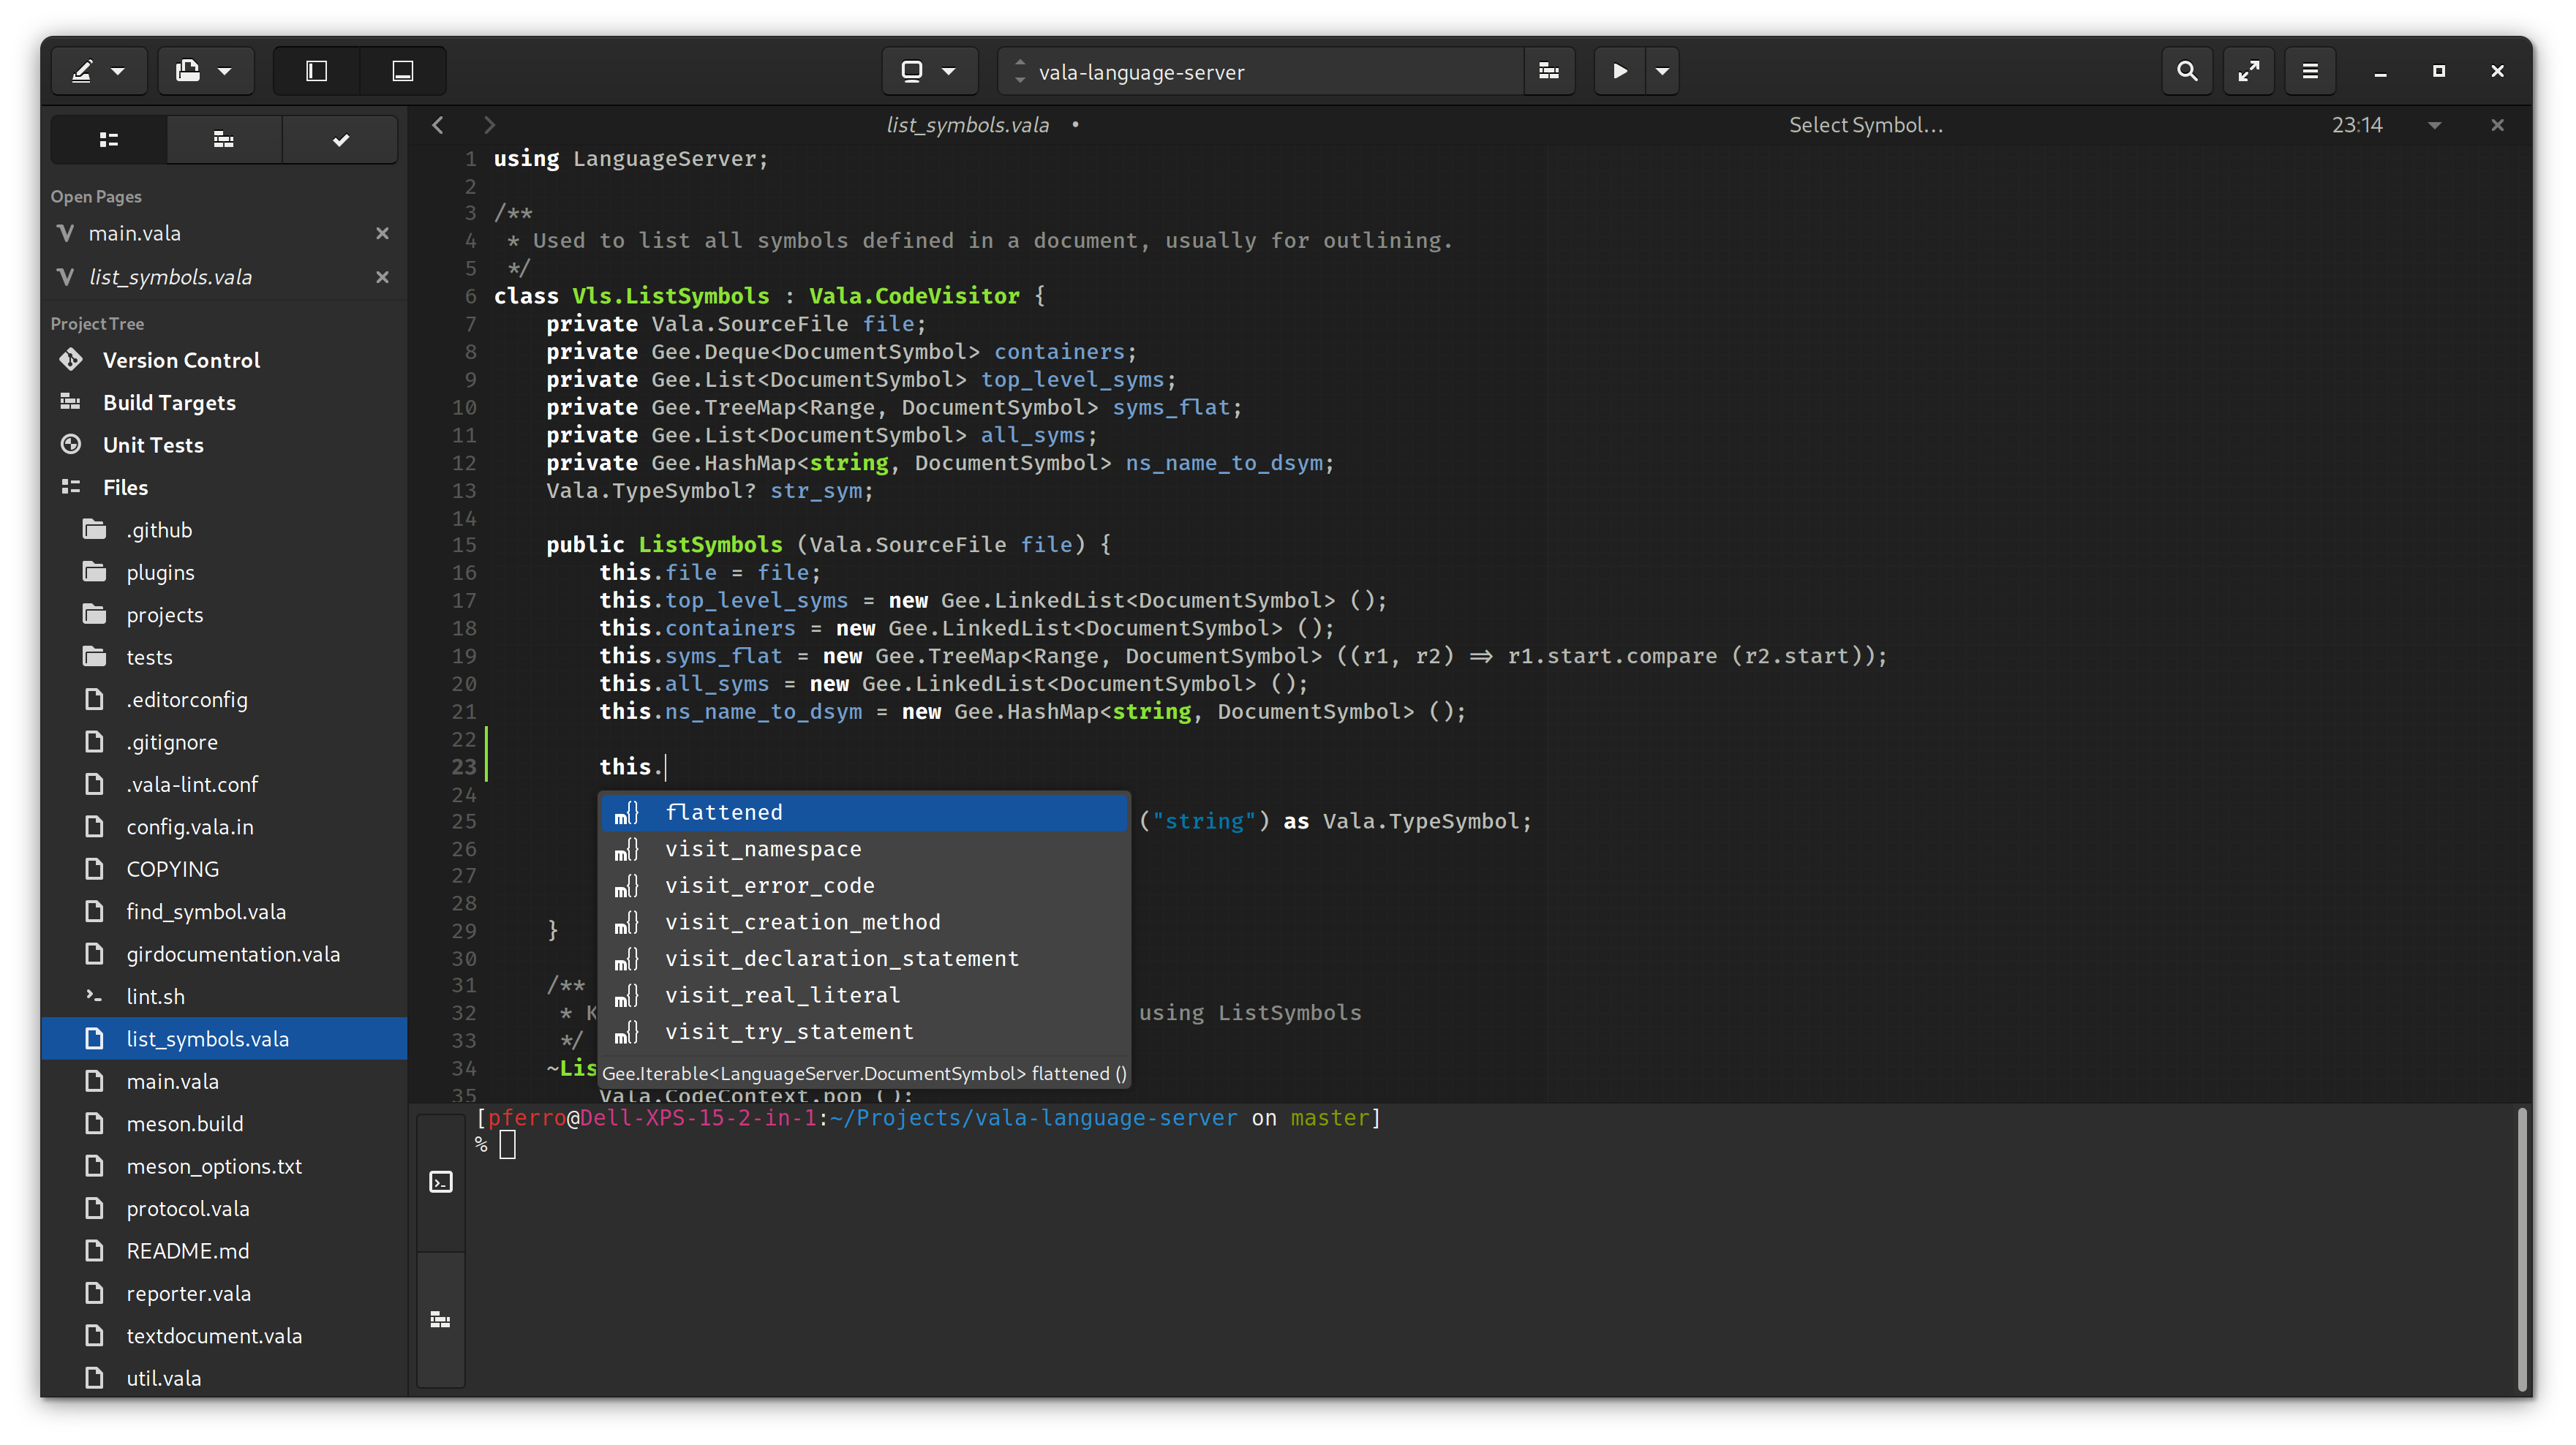 vala-language-server
list_symbols.vala •
Select Symbol...
23:14
Open Pages
main.vala
list_symbols.vala
Project Tree
Version Control
Build Targets
Unit Tests
Files
.github
plugins
projects
tests
.editorconfig
.gitignore
.vala-lint.conf
config.vala.in
COPYING
find_symbol.vala
girdocumentation.vala
lint.sh
list_symbols.vala
main.vala
meson.build
meson_options.txt
protocol.vala
README.md
reporter.vala
textdocument.vala
util.vala
1 using LanguageServer;
2
3 /**
4  * Used to list all symbols defined in a document, usually for outlining.
5  */
6 class Vls.ListSymbols : Vala.CodeVisitor {
7     private Vala.SourceFile file;
8     private Gee.Deque<DocumentSymbol> containers;
9     private Gee.List<DocumentSymbol> top_level_syms;
10     private Gee.TreeMap<Range, DocumentSymbol> syms_flat;
11     private Gee.List<DocumentSymbol> all_syms;
12     private Gee.HashMap<string, DocumentSymbol> ns_name_to_dsym;
13     Vala.TypeSymbol? str_sym;
14
15     public ListSymbols (Vala.SourceFile file) {
16         this.file = file;
17         this.top_level_syms = new Gee.LinkedList<DocumentSymbol> ();
18         this.containers = new Gee.LinkedList<DocumentSymbol> ();
19         this.syms_flat = new Gee.TreeMap<Range, DocumentSymbol> ((r1, r2) => r1.start.compare (r2.start));
20         this.all_syms = new Gee.LinkedList<DocumentSymbol> ();
21         this.ns_name_to_dsym = new Gee.HashMap<string, DocumentSymbol> ();
22
23         this.
24
25 ("string") as Vala.TypeSymbol;
26
27
28
29     }
30
31     /**
32      * K using ListSymbols
33      */
34     ~Lis
35         Vala.CodeContext.pop ();
m{} flattened
m{} visit_namespace
m{} visit_error_code
m{} visit_creation_method
m{} visit_declaration_statement
m{} visit_real_literal
m{} visit_try_statement
Gee.Iterable<LanguageServer.DocumentSymbol> flattened ()
[pferro@Dell-XPS-15-2-in-1:~/Projects/vala-language-server on master]
%